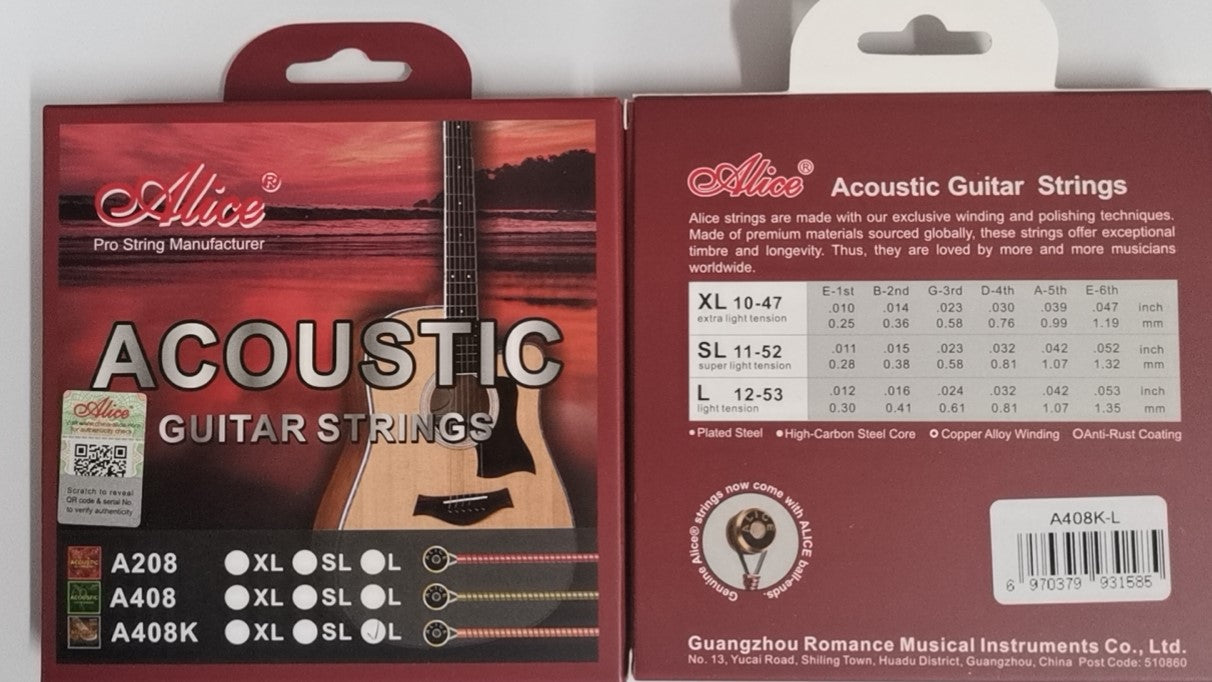 Alice®
Pro String Manufacturer
ACOUSTIC
GUITAR STRINGS
Alice
for authenticity check
Scratch to reveal
QR code & serial No.
to verify authenticity
ACOUSTIC
A208 XL SL L
ACOUSTIC
A408 XL SL L
A408K XL SL L
Alice® Acoustic Guitar Strings
Alice strings are made with our exclusive winding and polishing techniques.
Made of premium materials sourced globally, these strings offer exceptional
timbre and longevity. Thus, they are loved by more and more musicians
worldwide.
E-1st B-2nd G-3rd D-4th A-5th E-6th
XL 10-47 .010 .014 .023 .030 .039 .047 inch
extra light tension 0.25 0.36 0.58 0.76 0.99 1.19 mm
SL 11-52 .011 .015 .023 .032 .042 .052 inch
super light tension 0.28 0.38 0.58 0.81 1.07 1.32 mm
L 12-53 .012 .016 .024 .032 .042 .053 inch
light tension 0.30 0.41 0.61 0.81 1.07 1.35 mm
•Plated Steel •High-Carbon Steel Core OCopper Alloy Winding OAnti-Rust Coating
Genuine Alice® strings now come with ALICE ball-ends.
ALICE
A408K-L
6 970379 931585
Guangzhou Romance Musical Instruments Co., Ltd.
No. 13, Yucai Road, Shiling Town, Huadu District, Guangzhou, China Post Code: 510860